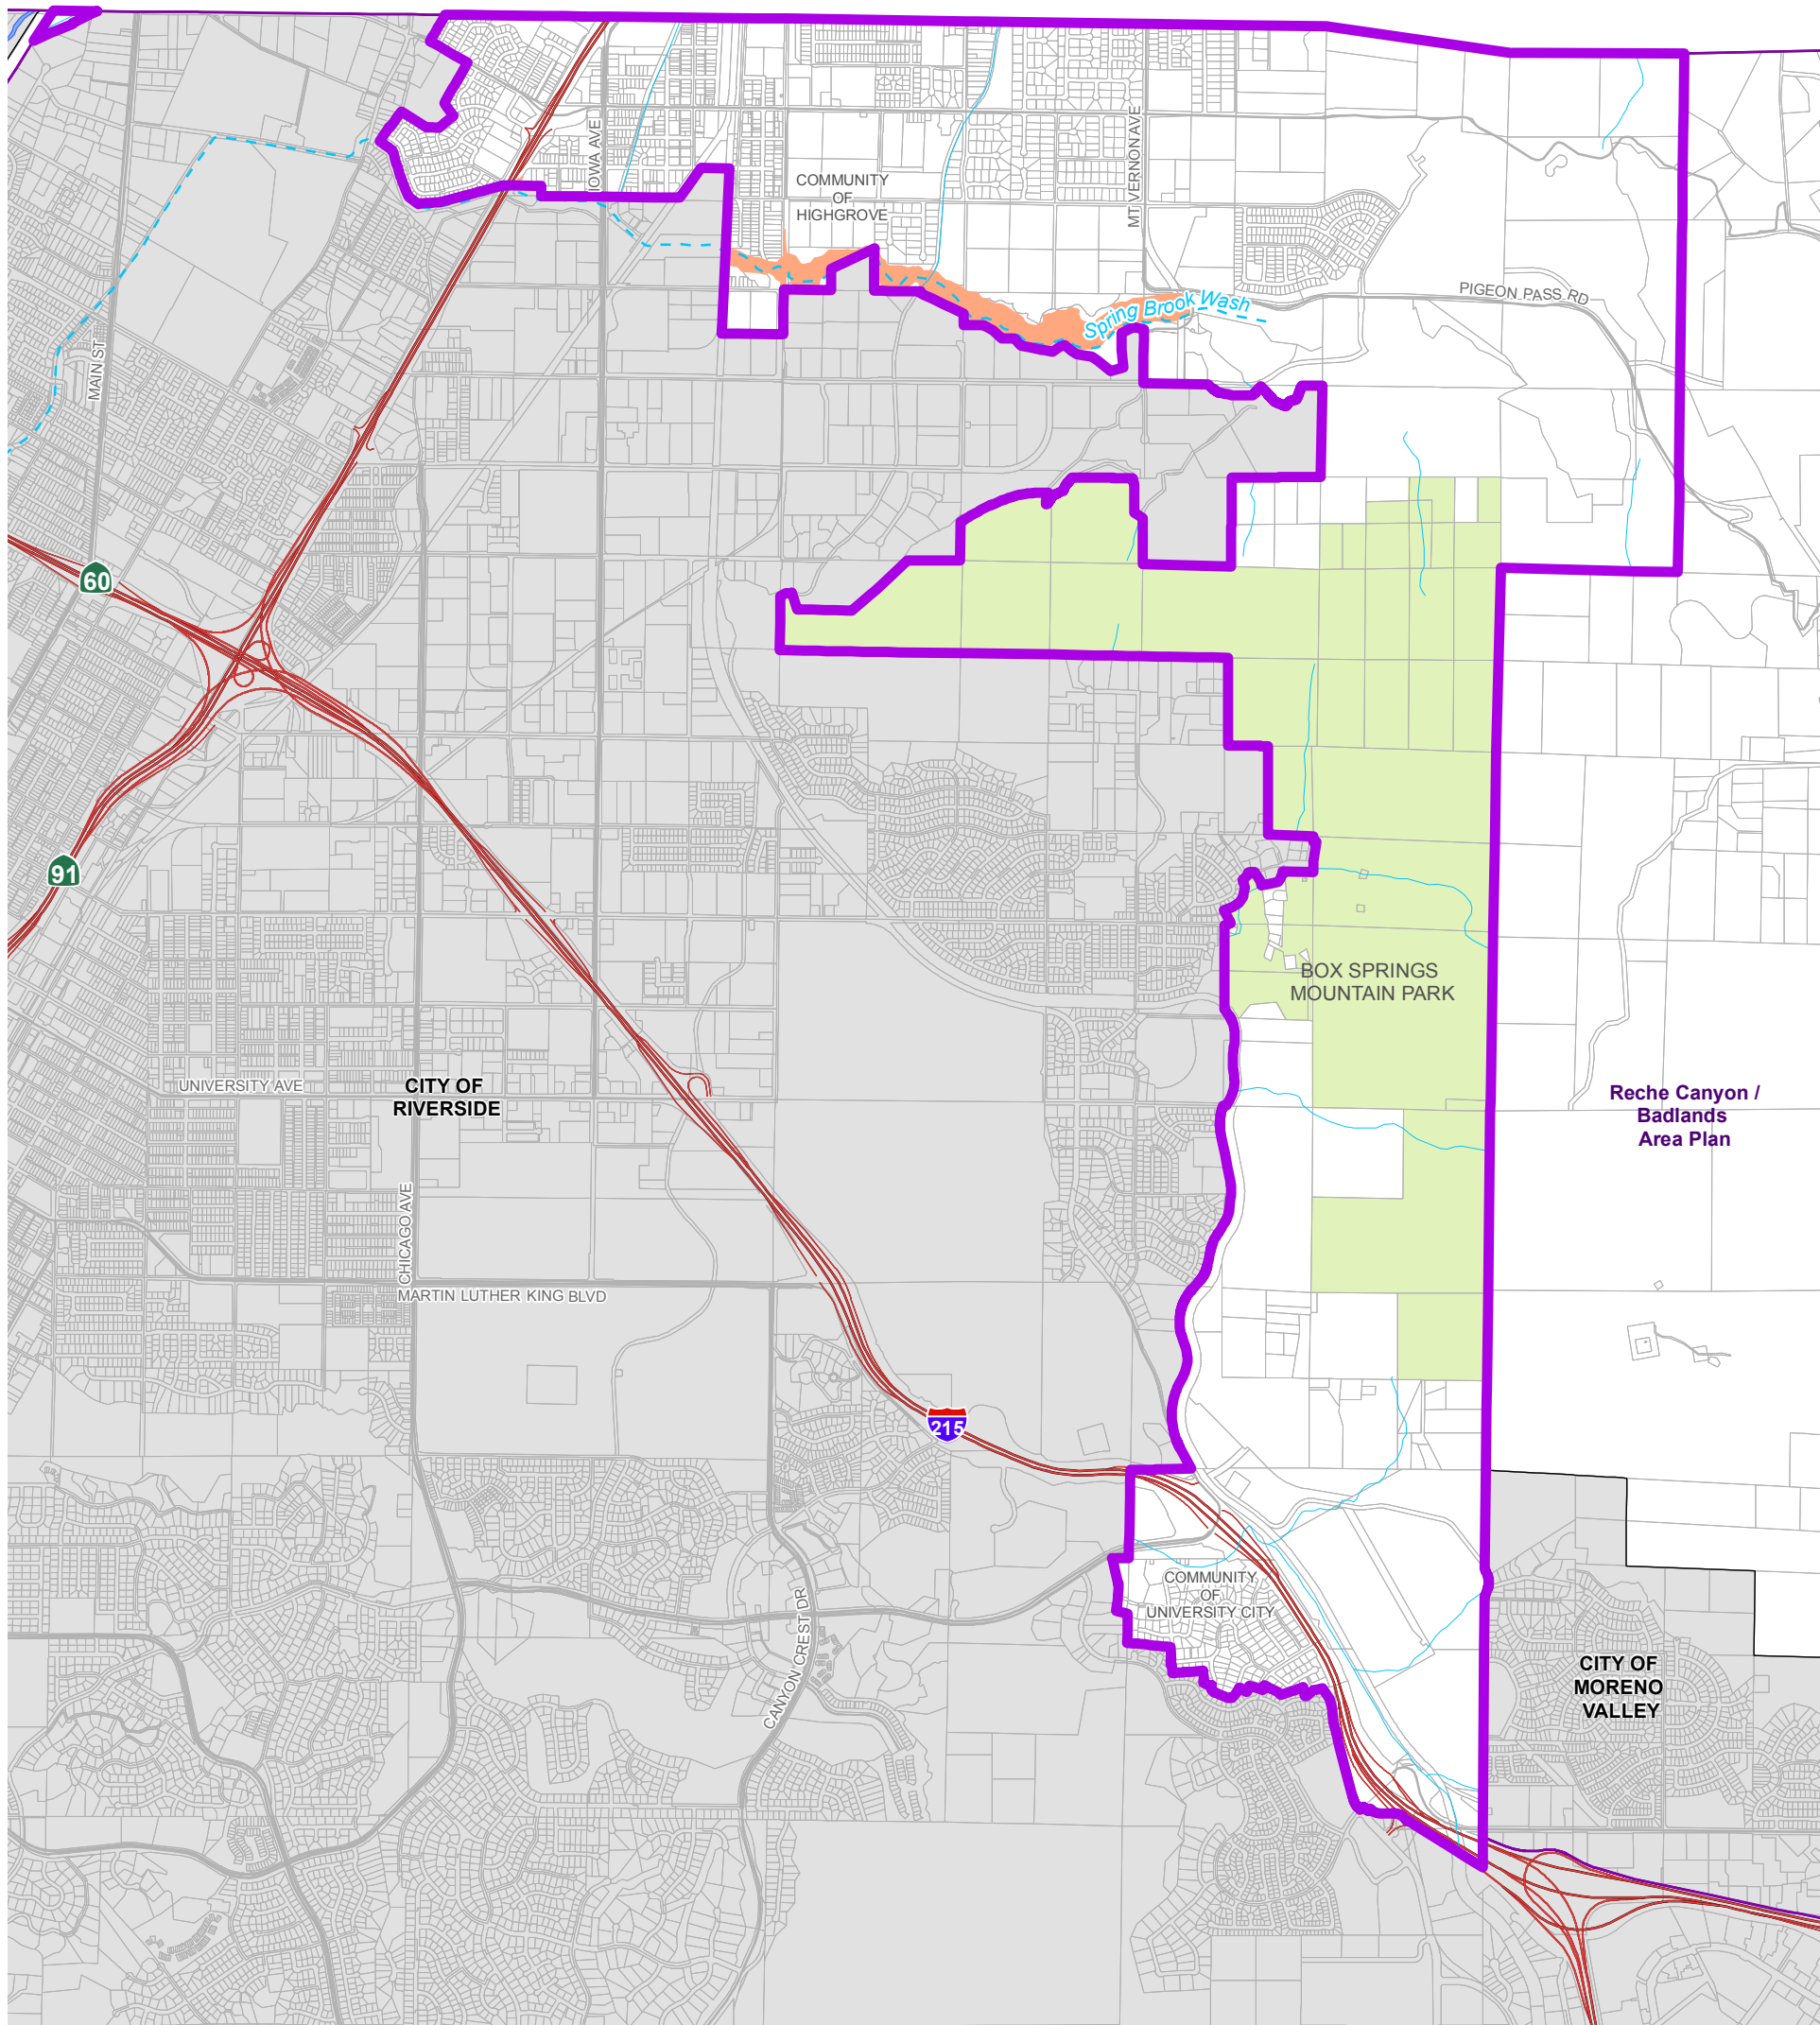 IOWA AVE
COMMUNITY
OF
HIGHGROVE
MT VERNON AVE
PIGEON PASS RD
Spring Brook Wash
MAIN ST
60
91
BOX SPRINGS
MOUNTAIN PARK
UNIVERSITY AVE
CITY OF
RIVERSIDE
Reche Canyon /
Badlands
Area Plan
CHICAGO AVE
MARTIN LUTHER KING BLVD
215
COMMUNITY
OF
UNIVERSITY CITY
CANYON CREST DR
CITY OF
MORENO
VALLEY